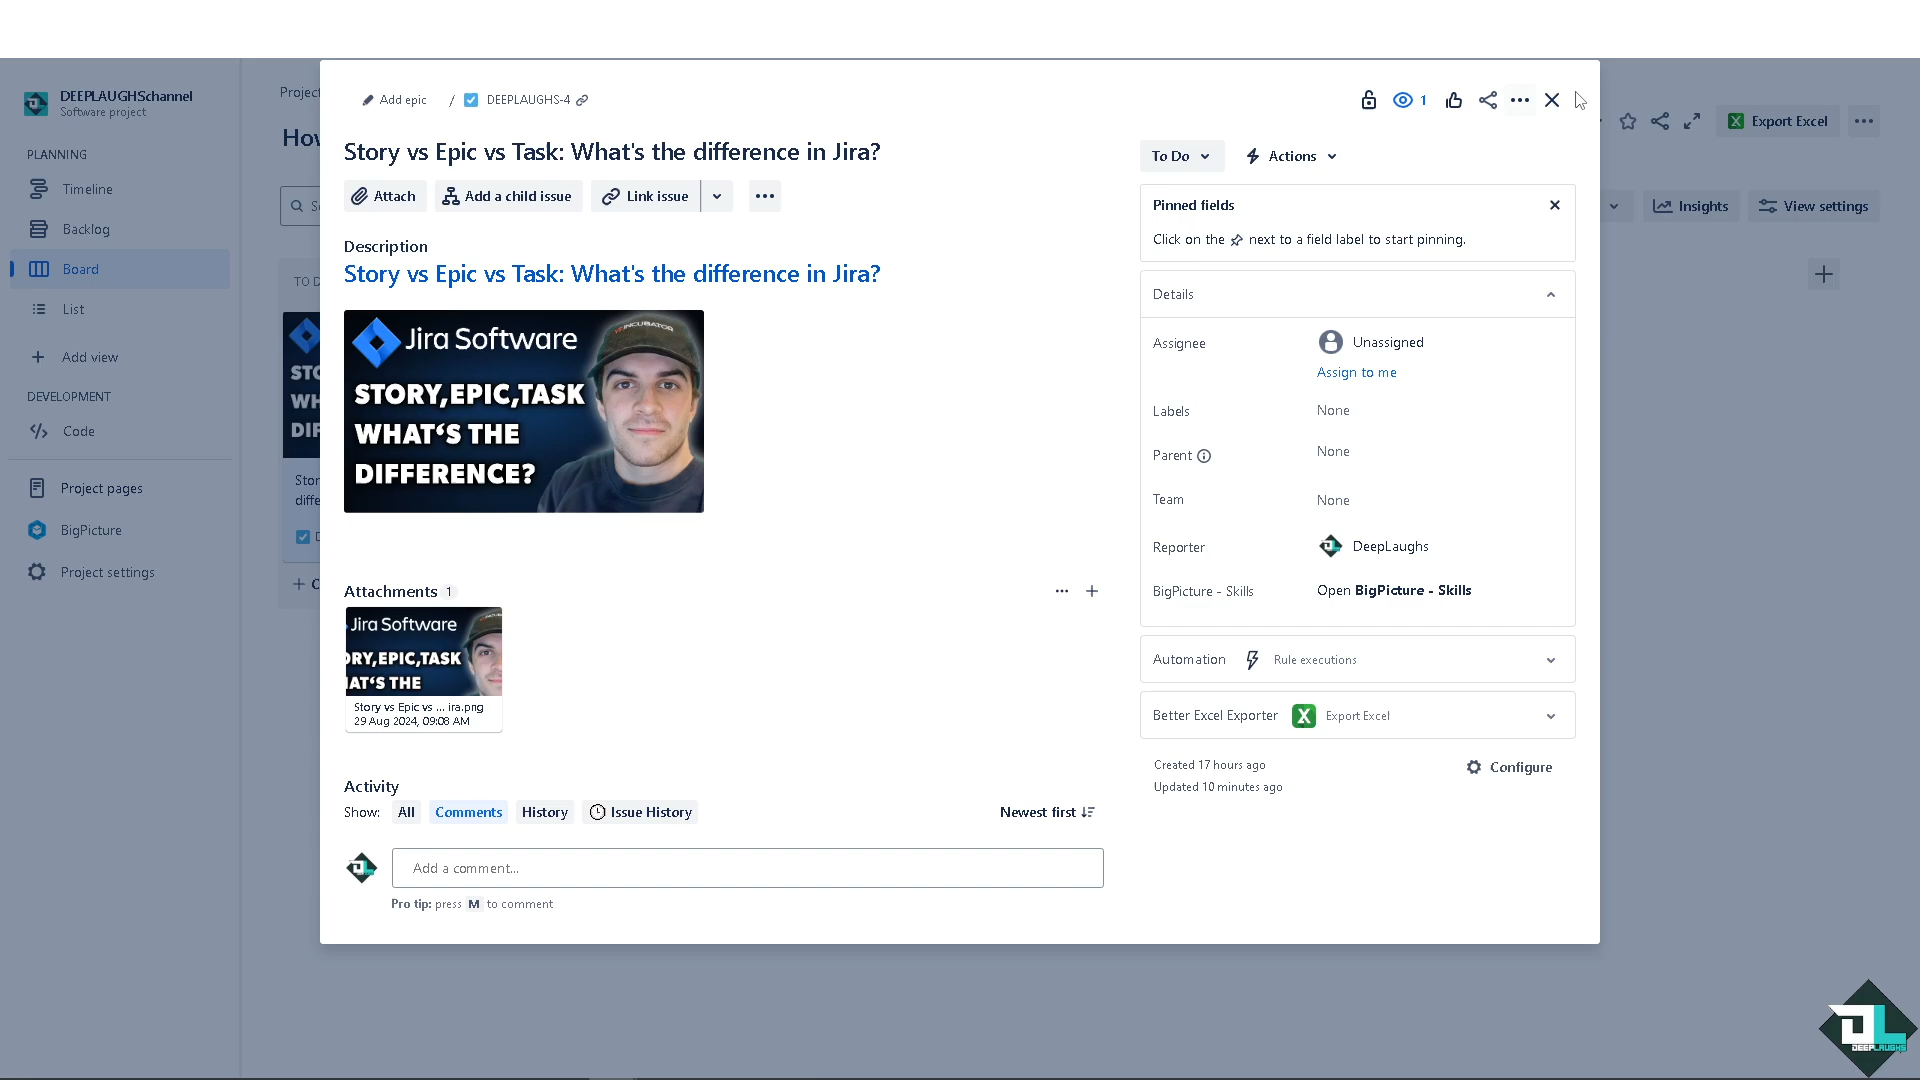 DEEPLAUGHSchannel
Software project
PLANNING
Timeline
Backlog
Board
List
Add view
DEVELOPMENT
Code
Project pages
BigPicture
Project settings
Add epic / DEEPLAUGHS-4
1
Export Excel
Story vs Epic vs Task: What's the difference in Jira?
Attach
Add a child issue
Link issue
To Do
Actions
Insights
View settings
TO D
Description
Story vs Epic vs Task: What's the difference in Jira?
Jira Software
STORY,EPIC,TASK
WHAT'S THE
DIFFERENCE?
Pinned fields
Click on the next to a field label to start pinning.
Details
Assignee
Unassigned
Assign to me
Labels
None
Parent
None
Team
None
Reporter
DeepLaughs
BigPicture - Skills
Open BigPicture - Skills
Automation
Rule executions
Better Excel Exporter
Export Excel
Created 17 hours ago
Updated 10 minutes ago
Configure
Attachments 1
Jira Software
ORY,EPIC,TASK
IAT'S THE
Story vs Epic vs ... ira.png
29 Aug 2024, 09:08 AM
Activity
Show:
All
Comments
History
Issue History
Newest first
Add a comment...
Pro tip: press M to comment
DL
DEEPLAUGHS